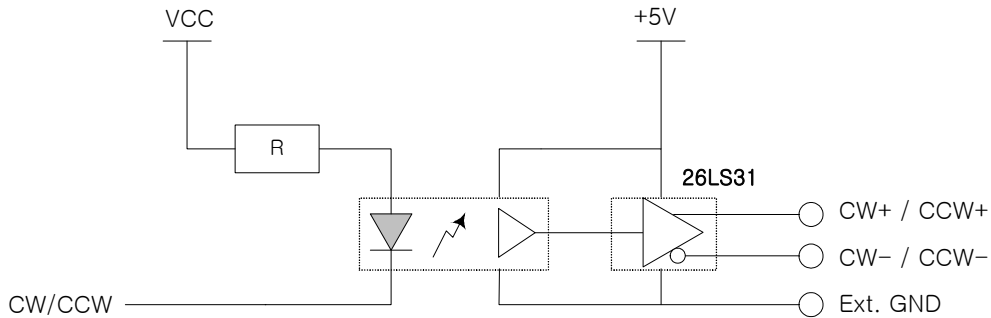 VCC
+5V
R
26LS31
CW+ / CCW+
CW- / CCW-
CW/CCW
Ext. GND